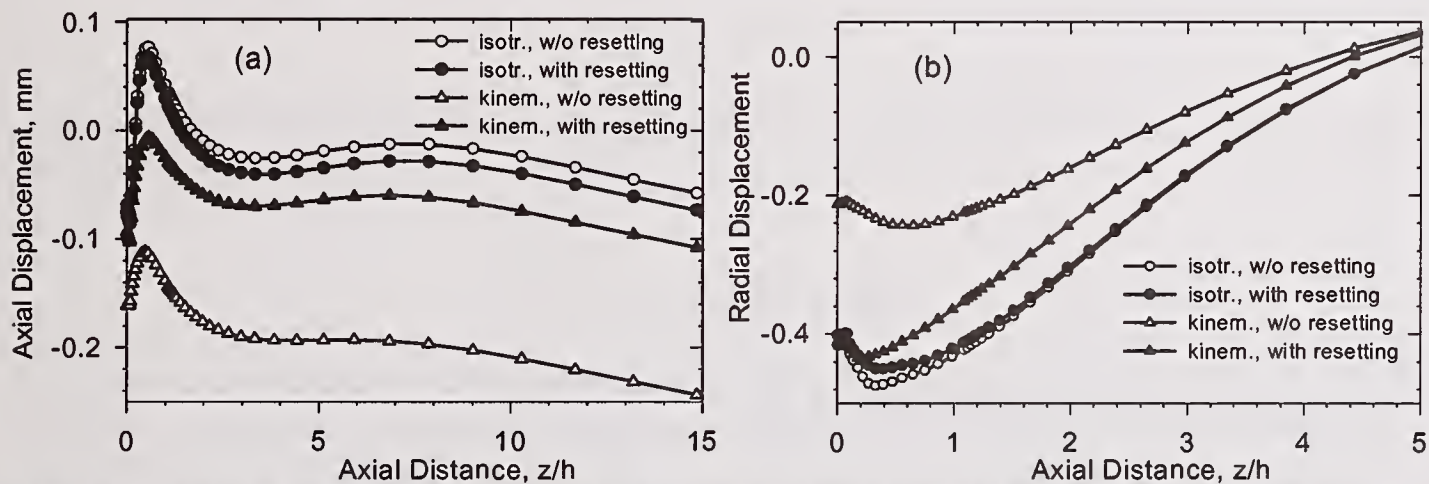 (a)
Axial Displacement, mm
0.1
0.0
-0.1
-0.2
isotr., w/o resetting
isotr., with resetting
kinem., w/o resetting
kinem., with resetting
0 5 10 15
Axial Distance, z/h
(b)
Radial Displacement
0.0
-0.2
-0.4
isotr., w/o resetting
isotr., with resetting
kinem., w/o resetting
kinem., with resetting
0 1 2 3 4 5
Axial Distance, z/h